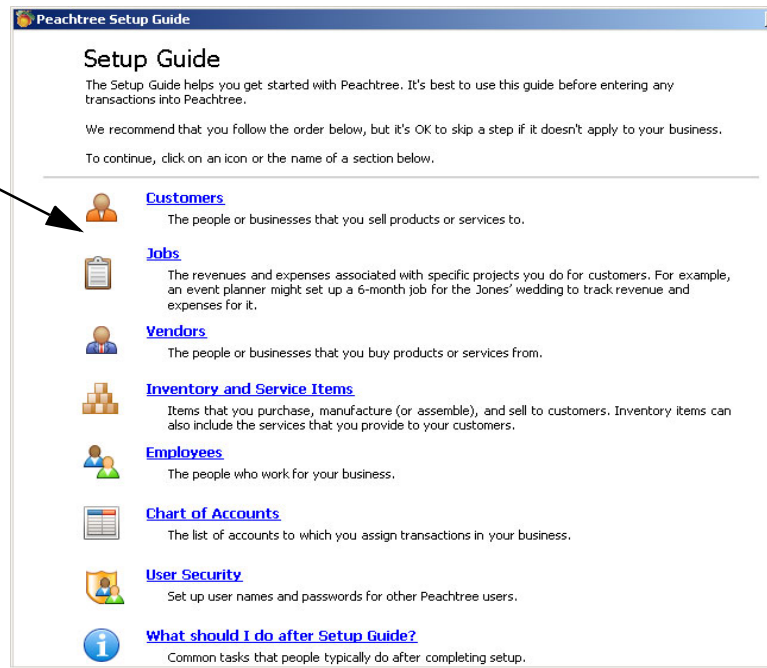 Peachtree Setup Guide
Setup Guide
The Setup Guide helps you get started with Peachtree. It's best to use this guide before entering any
transactions into Peachtree.
We recommend that you follow the order below, but it's OK to skip a step if it doesn't apply to your business.
To continue, click on an icon or the name of a section below.
Customers
The people or businesses that you sell products or services to.
Jobs
The revenues and expenses associated with specific projects you do for customers. For example,
an event planner might set up a 6-month job for the Jones' wedding to track revenue and
expenses for it.
Vendors
The people or businesses that you buy products or services from.
Inventory and Service Items
Items that you purchase, manufacture (or assemble), and sell to customers. Inventory items can
also include the services that you provide to your customers.
Employees
The people who work for your business.
Chart of Accounts
The list of accounts to which you assign transactions in your business.
User Security
Set up user names and passwords for other Peachtree users.
What should I do after Setup Guide?
Common tasks that people typically do after completing setup.